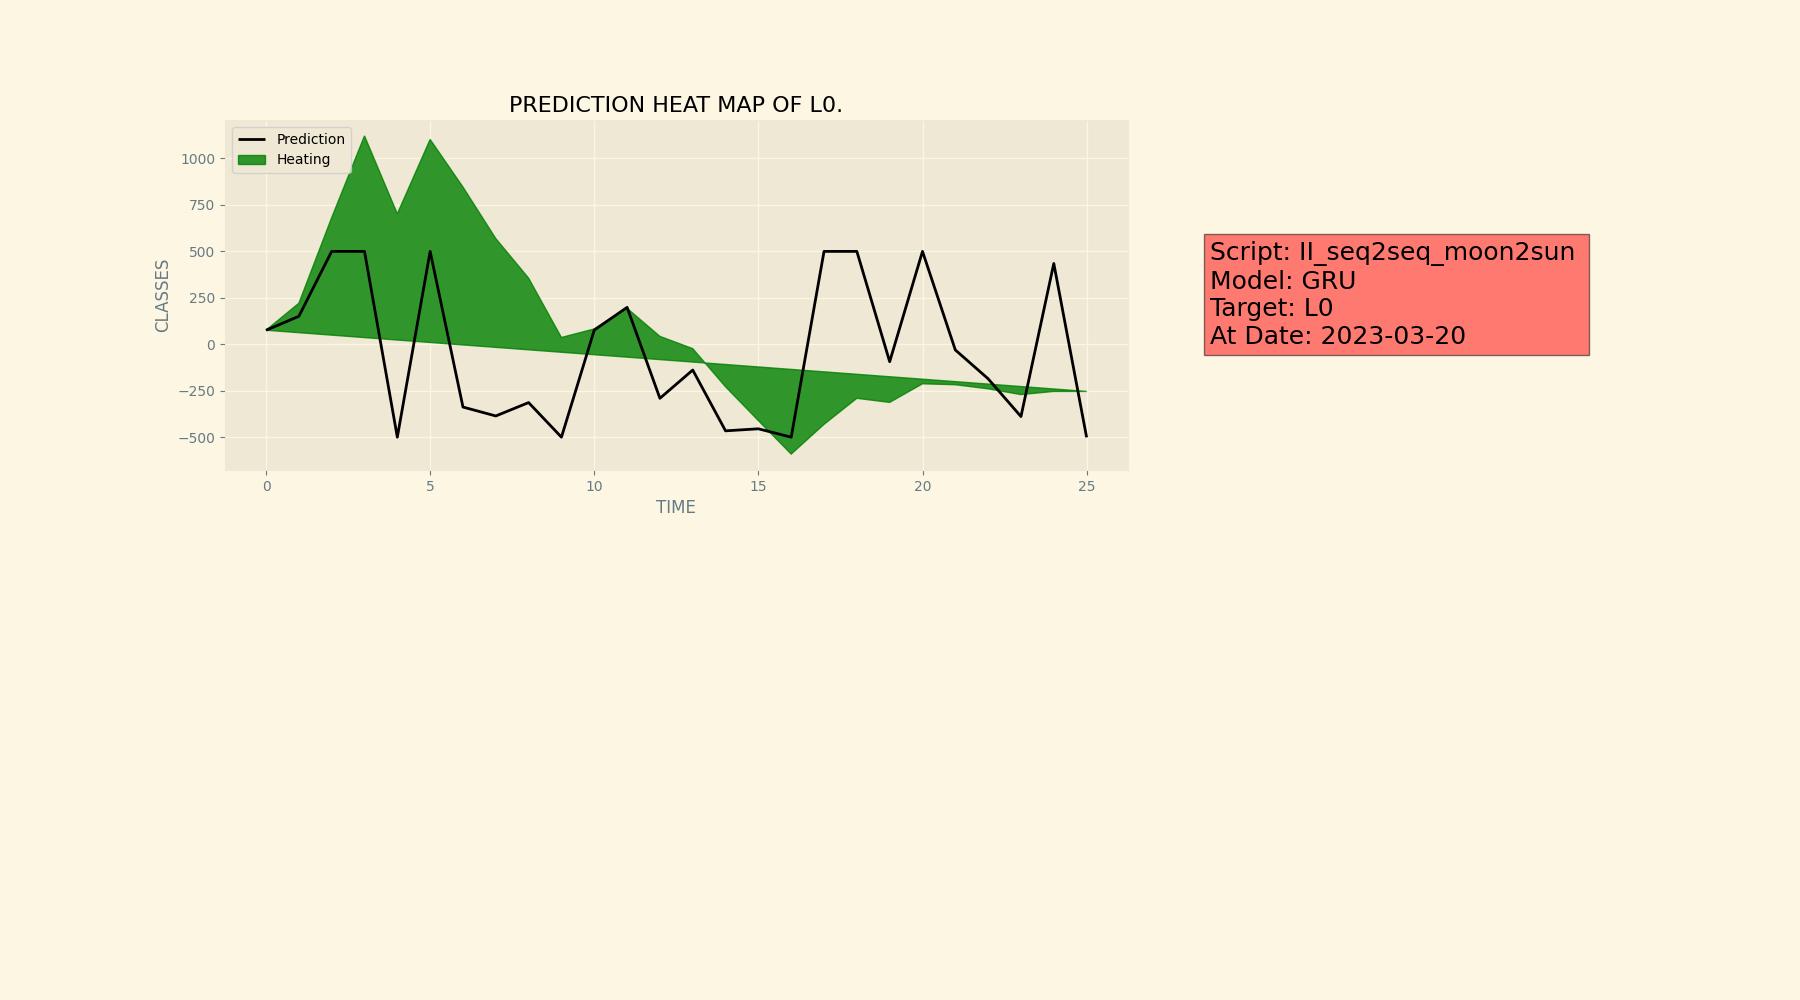 PREDICTION HEAT MAP OF L0.
Prediction
Heating
1000
750
500
250
0
−250
−500
CLASSES
0 5 10 15 20 25
TIME
Script: II_seq2seq_moon2sun
Model: GRU
Target: L0
At Date: 2023-03-20